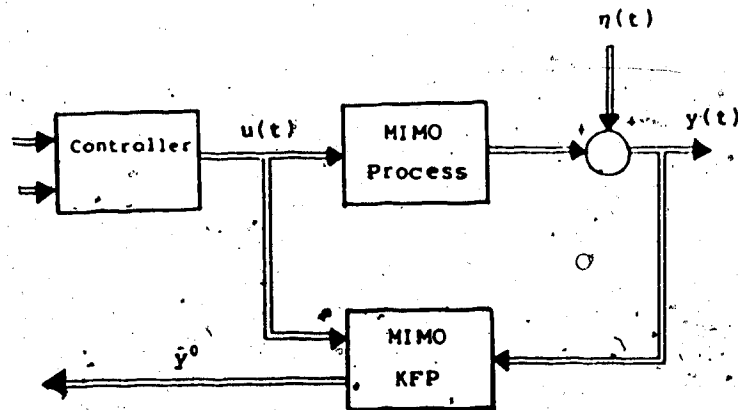 η(t)
+ +
u(t)
y(t)
Controller
MIMO
Process
MIMO
KFP
ŷ⁰